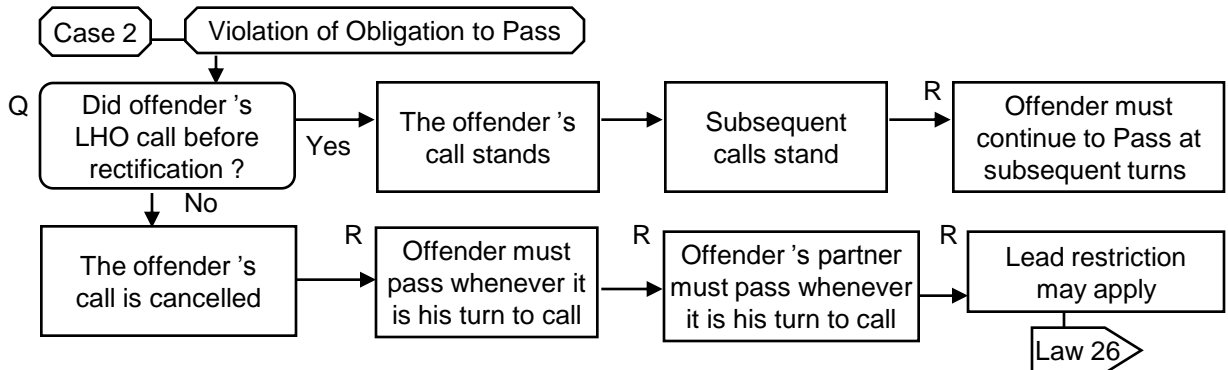 Case 2
Violation of Obligation to Pass
Q
Did offender 's
LHO call before
rectification ?
Yes
The offender 's
call stands
Subsequent
calls stand
R
Offender must
continue to Pass at
subsequent turns
No
The offender 's
call is cancelled
R
Offender must
pass whenever it
is his turn to call
R
Offender 's partner
must pass whenever
it is his turn to call
R
Lead restriction
may apply
Law 26